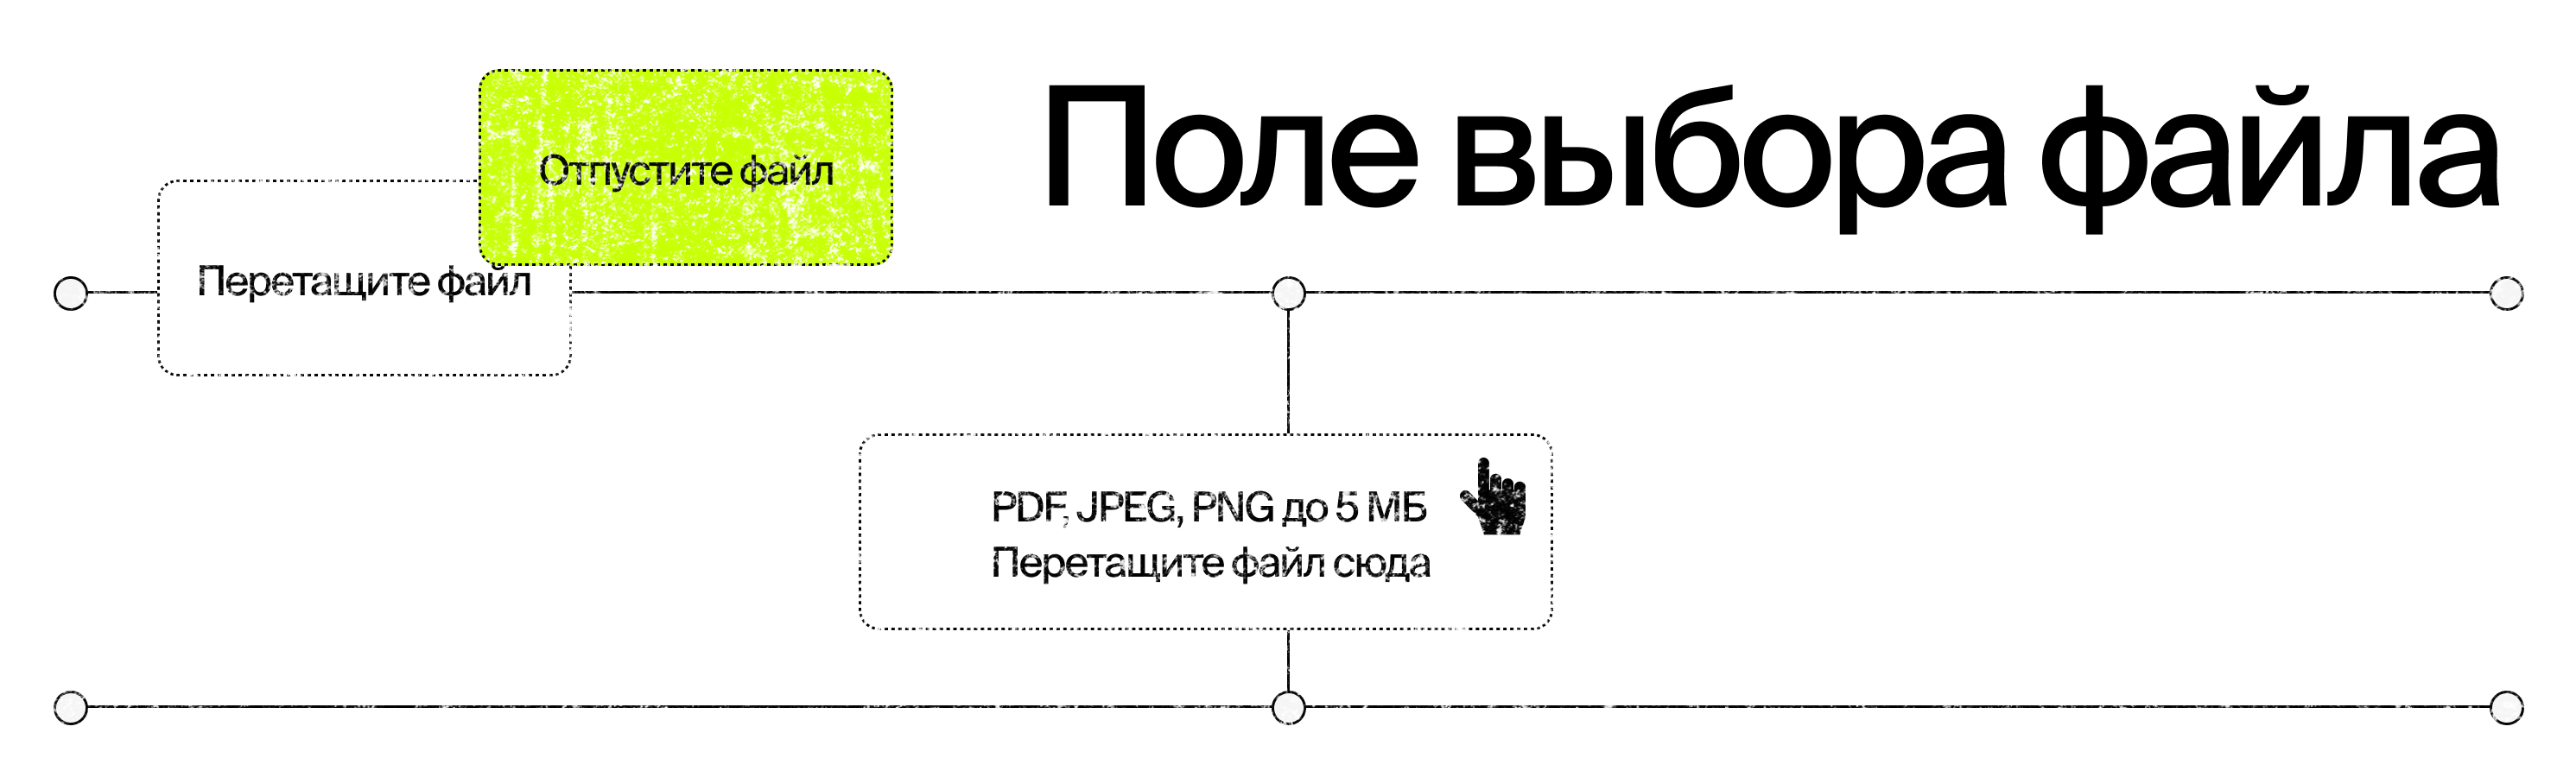 Поле выбора файла
Отпустите файл
Перетащите файл
PDF, JPEG, PNG до 5 МБ
Перетащите файл сюда